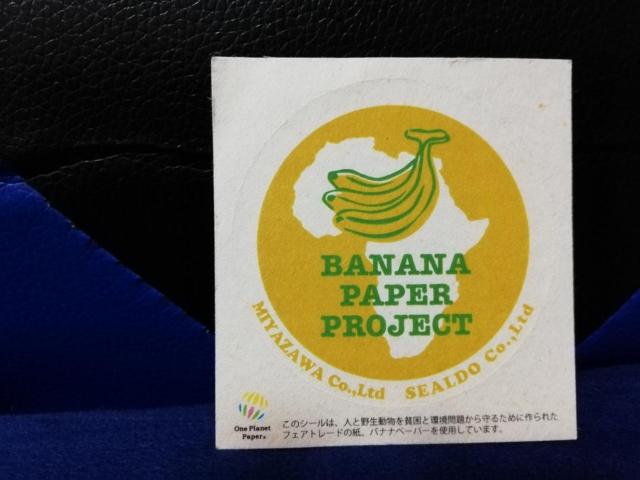 BANANA
PAPER
PROJECT
MIYAZAWA Co.,Ltd SEALDO Co.,Ltd
One Planet
Paper®
このシールは、人と野生動物を貧困と環境問題から守るために作られた
フェアトレードの紙、バナナペーパーを使用しています。